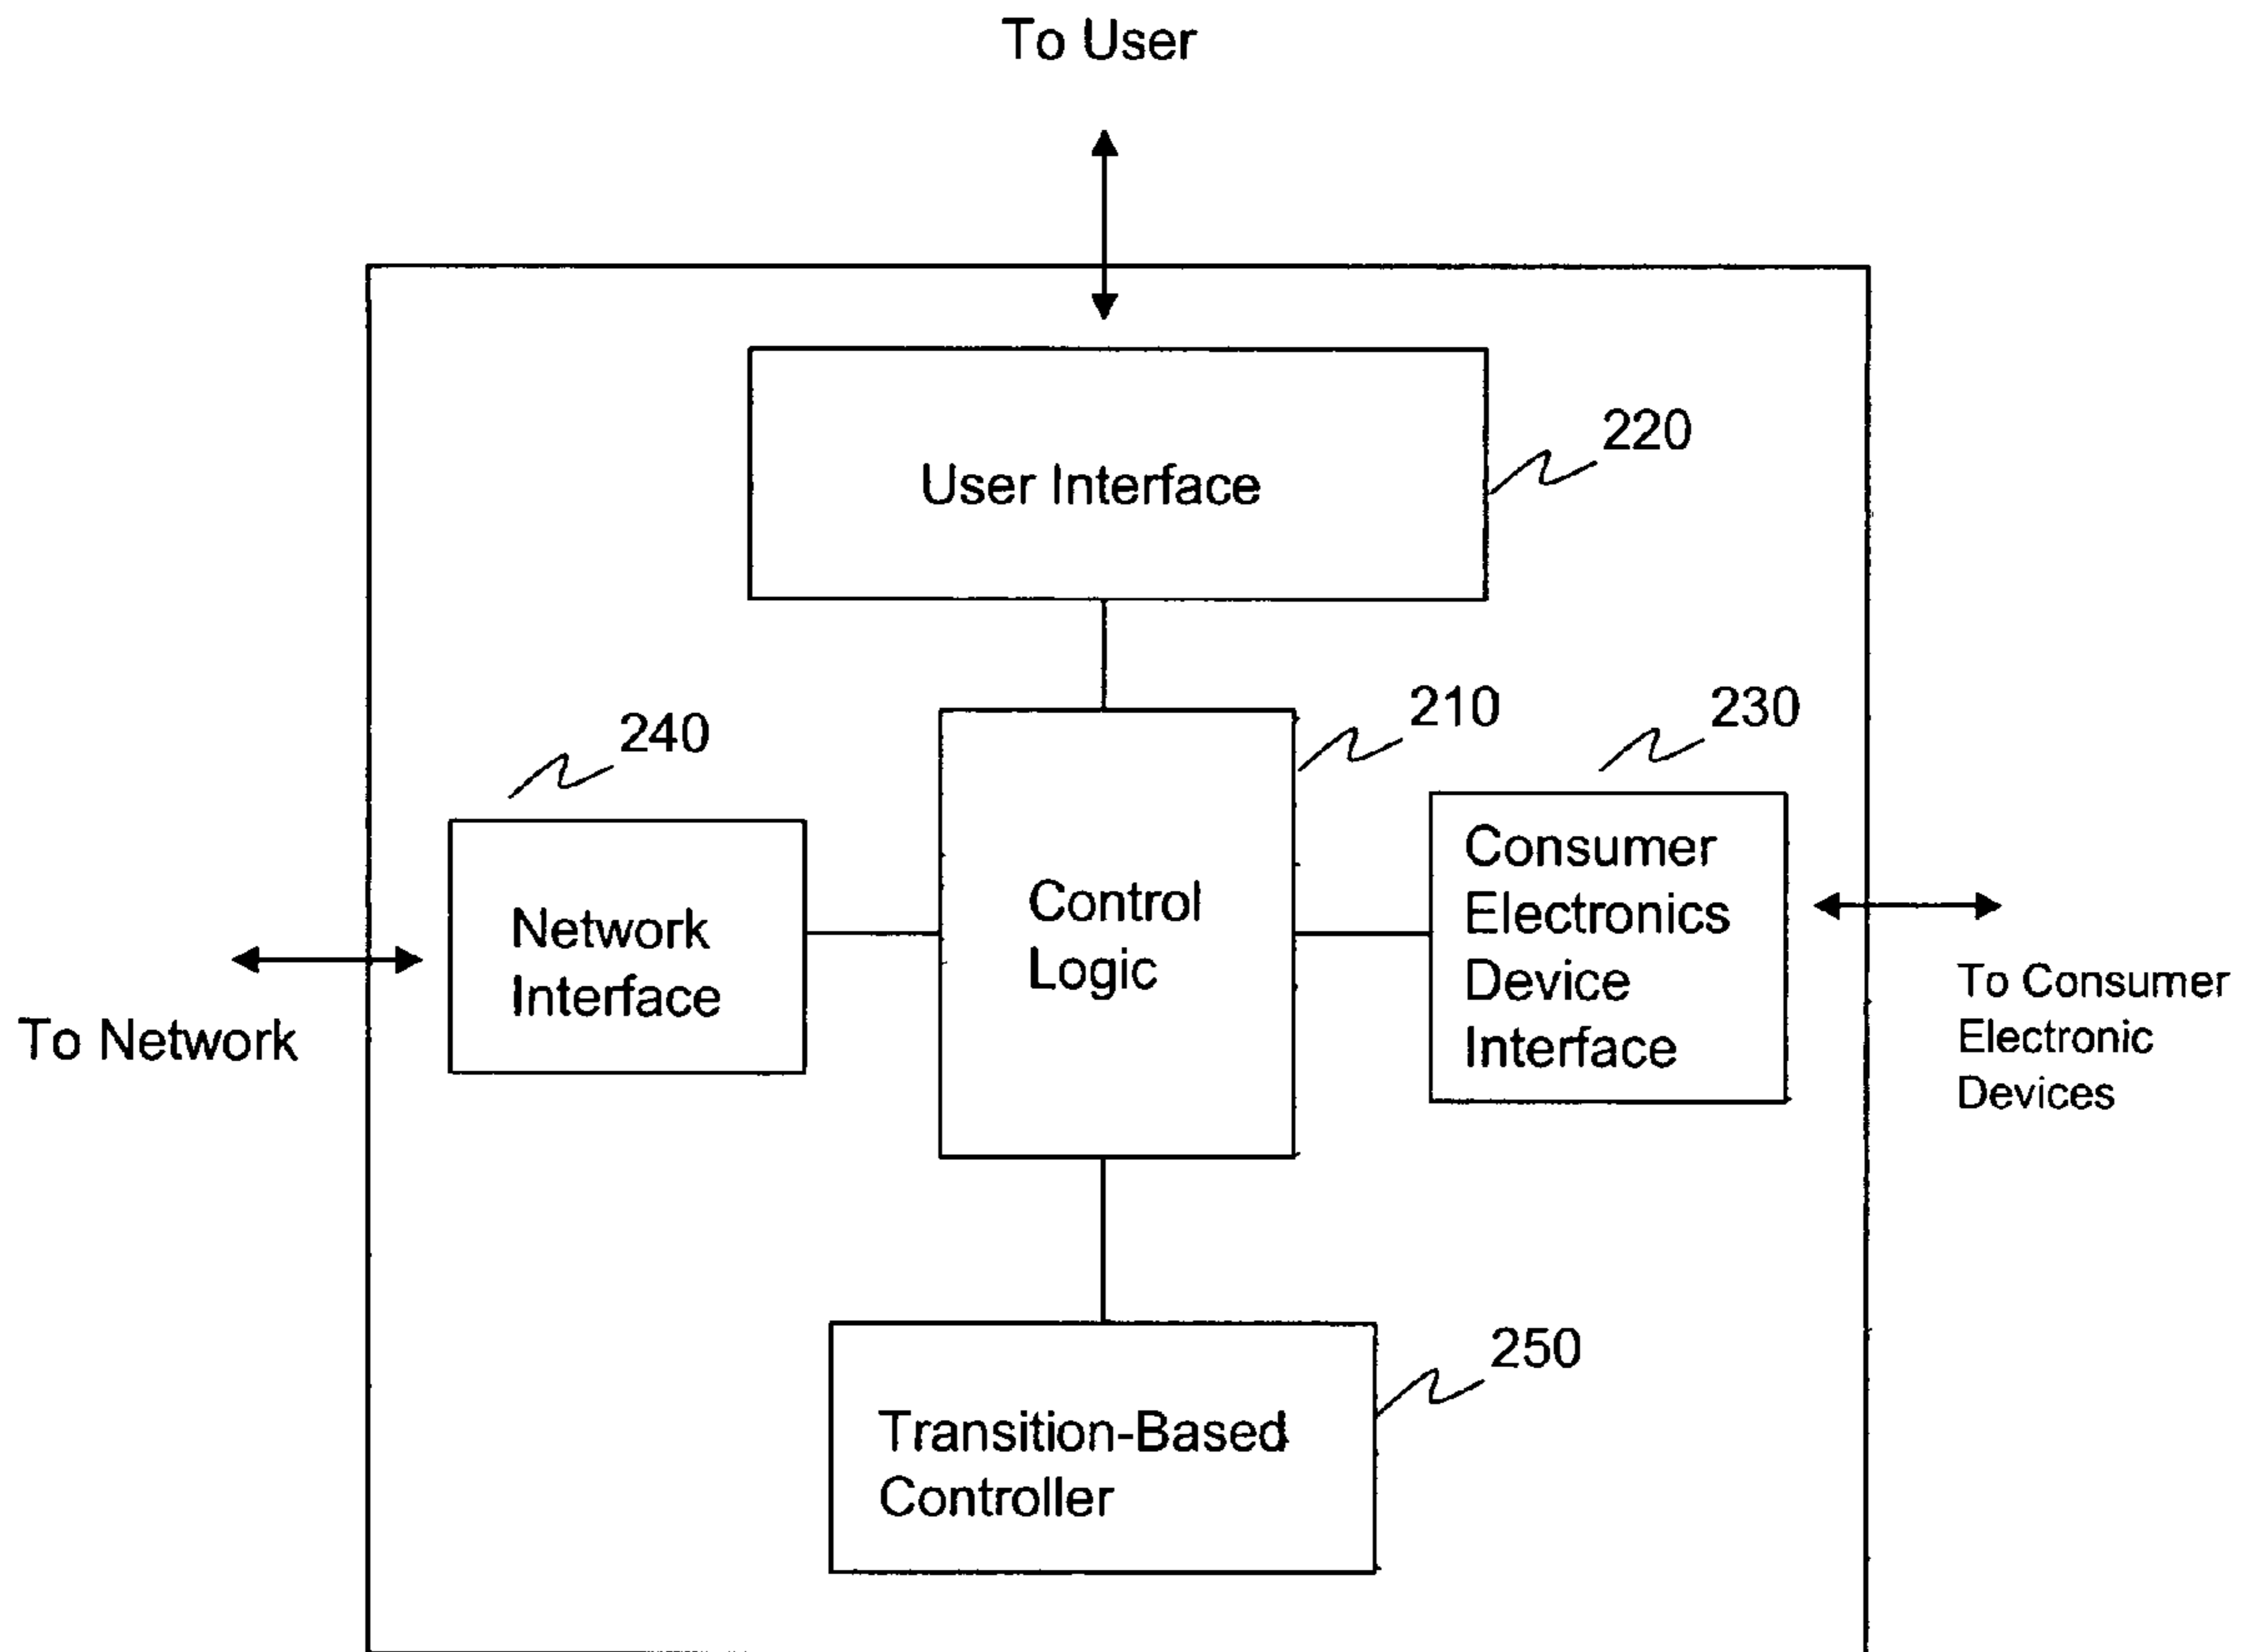 To User
220
User Interface
210
230
240
Consumer
Electronics
Device
Interface
Control
Logic
Network
Interface
To Network
To Consumer
Electronic
Devices
250
Transition-Based
Controller